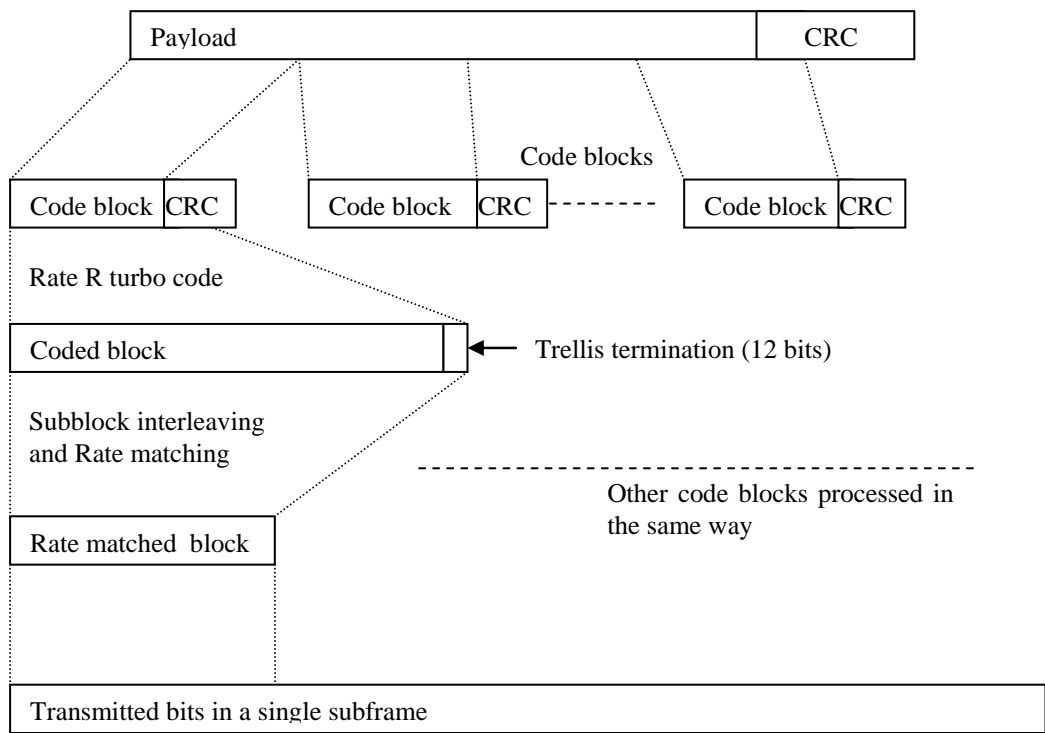 Payload CRC
Code blocks
Code block CRC Code block CRC Code block CRC
Rate R turbo code
Coded block Trellis termination (12 bits)
Subblock interleaving
and Rate matching
Other code blocks processed in
the same way
Rate matched block
Transmitted bits in a single subframe